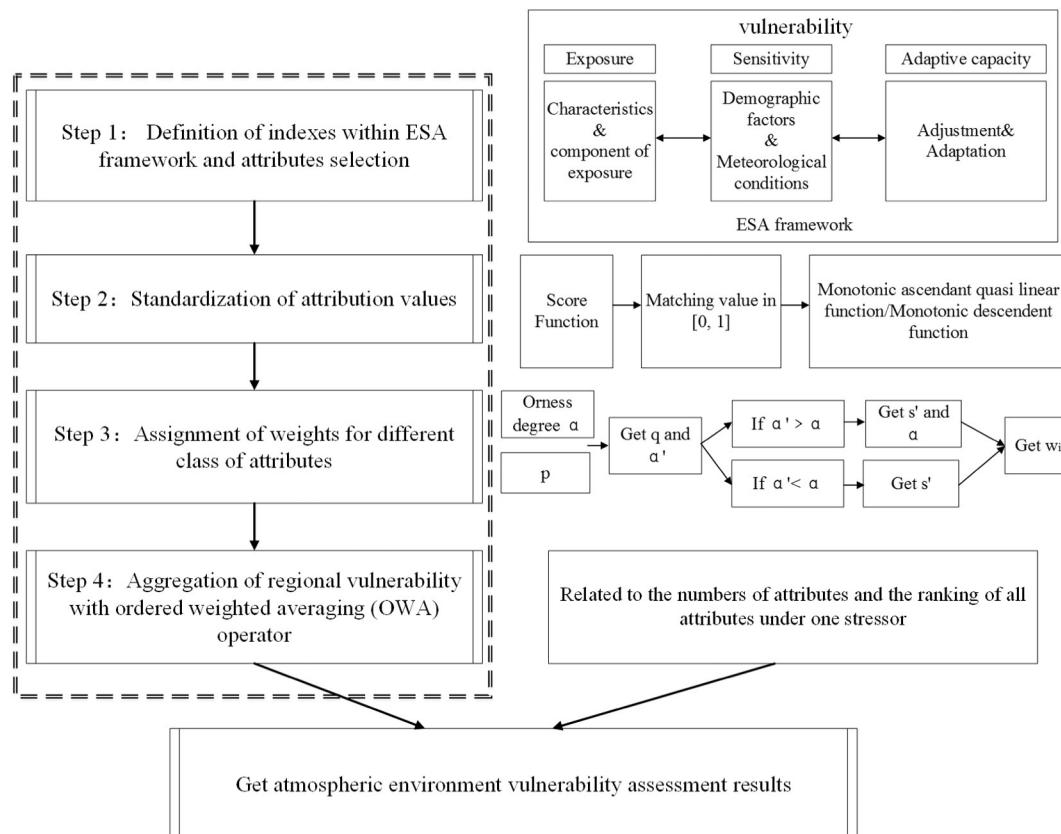 vulnerability
Exposure
Sensitivity
Adaptive capacity
Characteristics
&
component of
exposure
Demographic
factors
&
Meteorological
conditions
Adjustment&
Adaptation
ESA framework
Step 1： Definition of indexes within ESA
framework and attributes selection
Step 2：Standardization of attribution values
Score
Function
Matching value in
[0, 1]
Monotonic ascendant quasi linear
function/Monotonic descendent
function
Step 3：Assignment of weights for different
class of attributes
Orness
degree α
p
Get q and
α'
If α' > α
Get s' and
α
If α'< α
Get s'
Get wi
Step 4：Aggregation of regional vulnerability
with ordered weighted averaging (OWA)
operator
Related to the numbers of attributes and the ranking of all
attributes under one stressor
Get atmospheric environment vulnerability assessment results